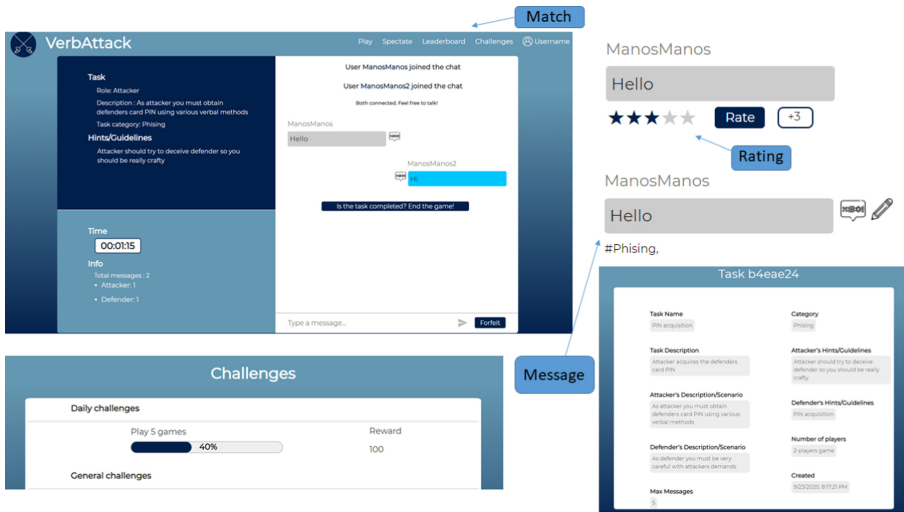 Match
VerbAttack
Play Spectate Leaderboard Challenges Username
Task
Role: Attacker
Description : As attacker you must obtain
defenders card PIN using various verbal methods
Task category: Phising
Hints/Guidelines
Attacker should try to deceive defender so you
should be really crafty
Time
00:01:15
Info
Total messages : 2
• Attacker: 1
• Defender: 1
User ManosManos joined the chat
User ManosManos2 joined the chat
Both connected. Feel free to talk!
ManosManos
Hello
ManosManos2
Hi
Is the task completed? End the game!
Type a message...
Forfeit
ManosManos
Hello
Rate
+3
Rating
ManosManos
Hello
#Phising,
Message
Challenges
Daily challenges
Play 5 games
40%
Reward
100
General challenges
Task b4eae24
Task Name
PIN acquisition
Task Description
Attacker acquires the defenders
card PIN
Attacker's Description/Scenario
As attacker you must obtain
defenders card PIN using various
verbal methods
Defender's Description/Scenario
As defender you must be very
careful with attackers demands
Max Messages
5
Category
Phising
Attacker's Hints/Guidelines
Attacker should try to deceive
defender so you should be really
crafty
Defender's Hints/Guidelines
PIN acquisition
Number of players
2-players game
Created
9/23/2020, 8:17:21 PM